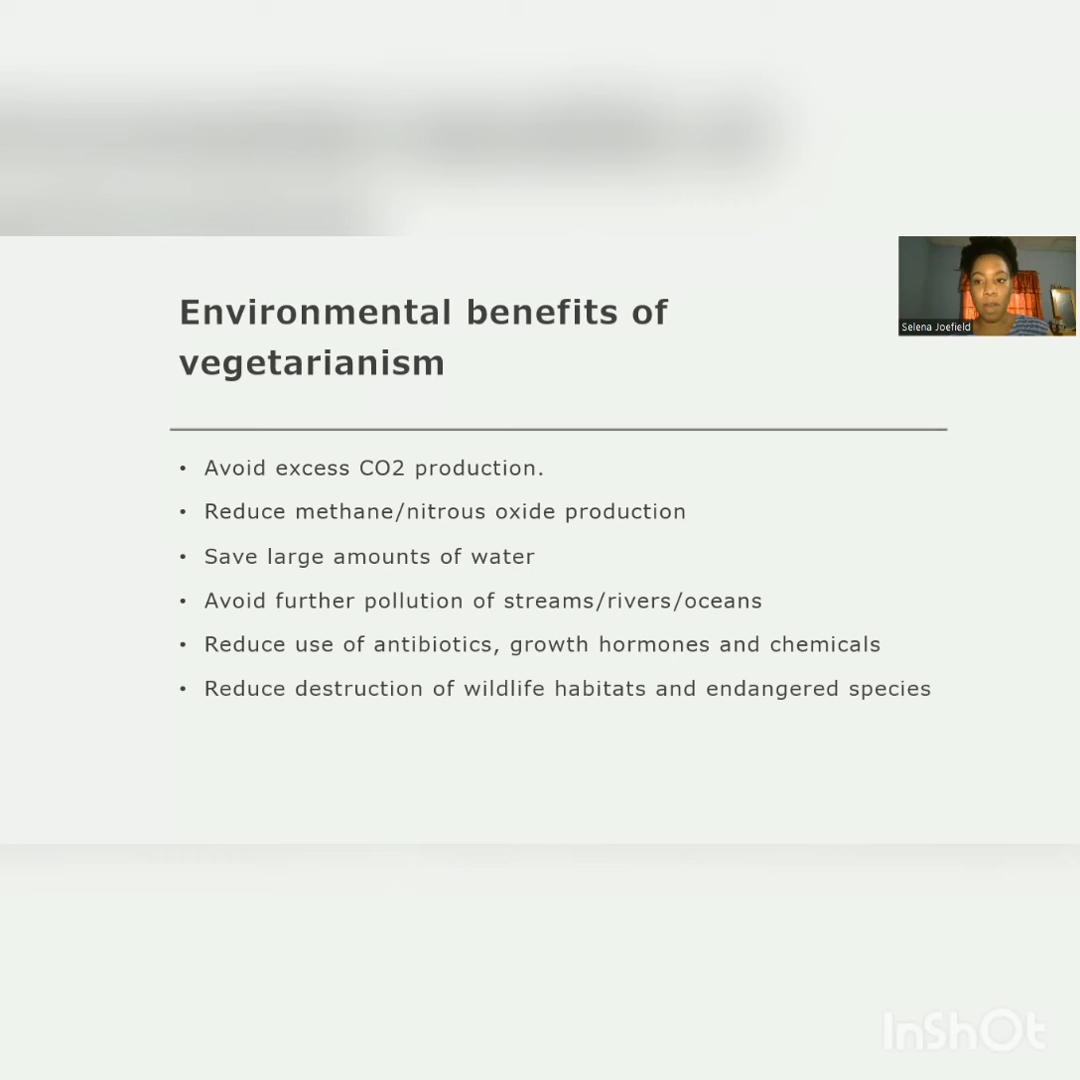 Environmental benefits of
vegetarianism
Selena Joefield
• Avoid excess CO2 production.
• Reduce methane/nitrous oxide production
• Save large amounts of water
• Avoid further pollution of streams/rivers/oceans
• Reduce use of antibiotics, growth hormones and chemicals
• Reduce destruction of wildlife habitats and endangered species
InShOt